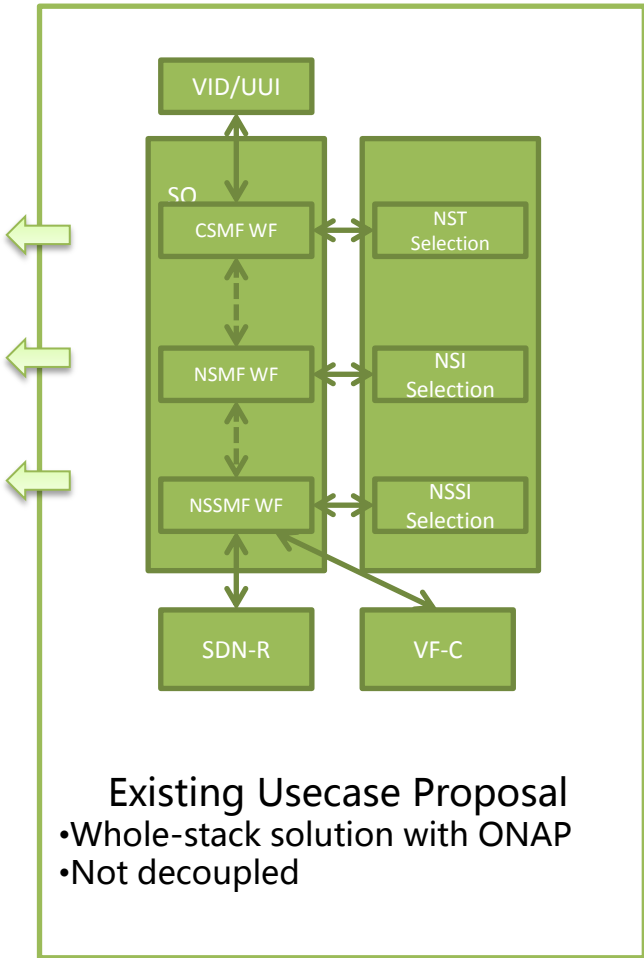 VID/UUI
SO
CSMF WF
NST
Selection
NSMF WF
NSI
Selection
NSSMF WF
NSSI
Selection
SDN-R
VF-C
Existing Usecase Proposal
•Whole-stack solution with ONAP
•Not decoupled